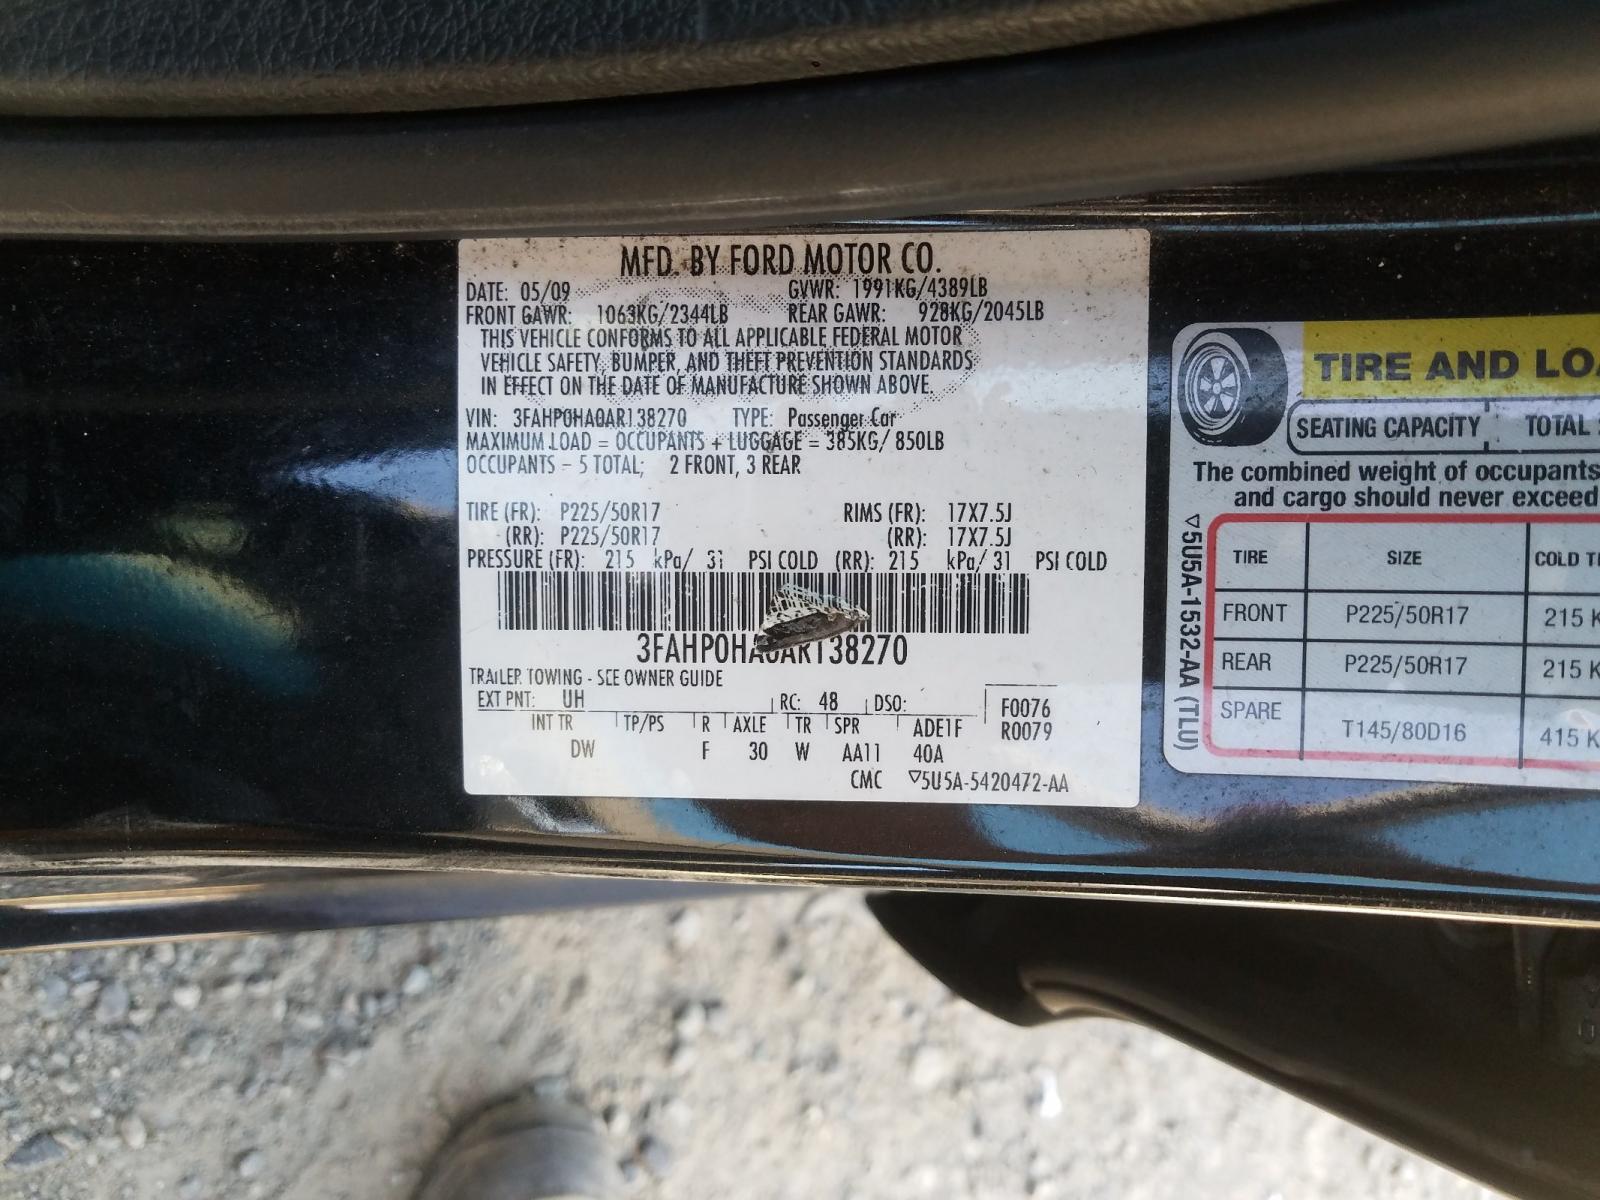 MFD. BY FORD MOTOR CO.
DATE: 05/09 GVWR: 1991KG/4389LB
FRONT GAWR: 1063KG/2344LB REAR GAWR: 928KG/2045LB
THIS VEHICLE CONFORMS TO ALL APPLICABLE FEDERAL MOTOR
VEHICLE SAFETY, BUMPER, AND THEFT PREVENTION STANDARDS
IN EFFECT ON THE DATE OF MANUFACTURE SHOWN ABOVE.
VIN: 3FAHP0HA0AR138270 TYPE: Passenger Car
MAXIMUM LOAD = OCCUPANTS + LUGGAGE = 385KG/ 850LB
OCCUPANTS - 5 TOTAL; 2 FRONT, 3 REAR
TIRE (FR): P225/50R17 RIMS (FR): 17X7.5J
(RR): P225/50R17 (RR): 17X7.5J
PRESSURE (FR): 215 kPa/ 31 PSI COLD (RR): 215 kPa/ 31 PSI COLD
3FAHP0HA0AR138270
TRAILER TOWING - SEE OWNER GUIDE
EXT PNT: UH RC: 48 DSO: F0076
INT TR TP/PS R AXLE TR SPR ADE1F R0079
DW F 30 W AA11 40A
CMC ▽5U5A-5420472-AA
TIRE AND LOA
SEATING CAPACITY TOTAL
The combined weight of occupants
and cargo should never exceed
▽5U5A-1532-AA (TLU)
TIRE SIZE COLD TI
FRONT P225/50R17 215 K
REAR P225/50R17 215 K
SPARE T145/80D16 415 K